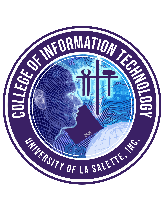 COLLEGE OF INFORMATION TECHNOLOGY
UNIVERSITY OF LA SALETTE, INC.